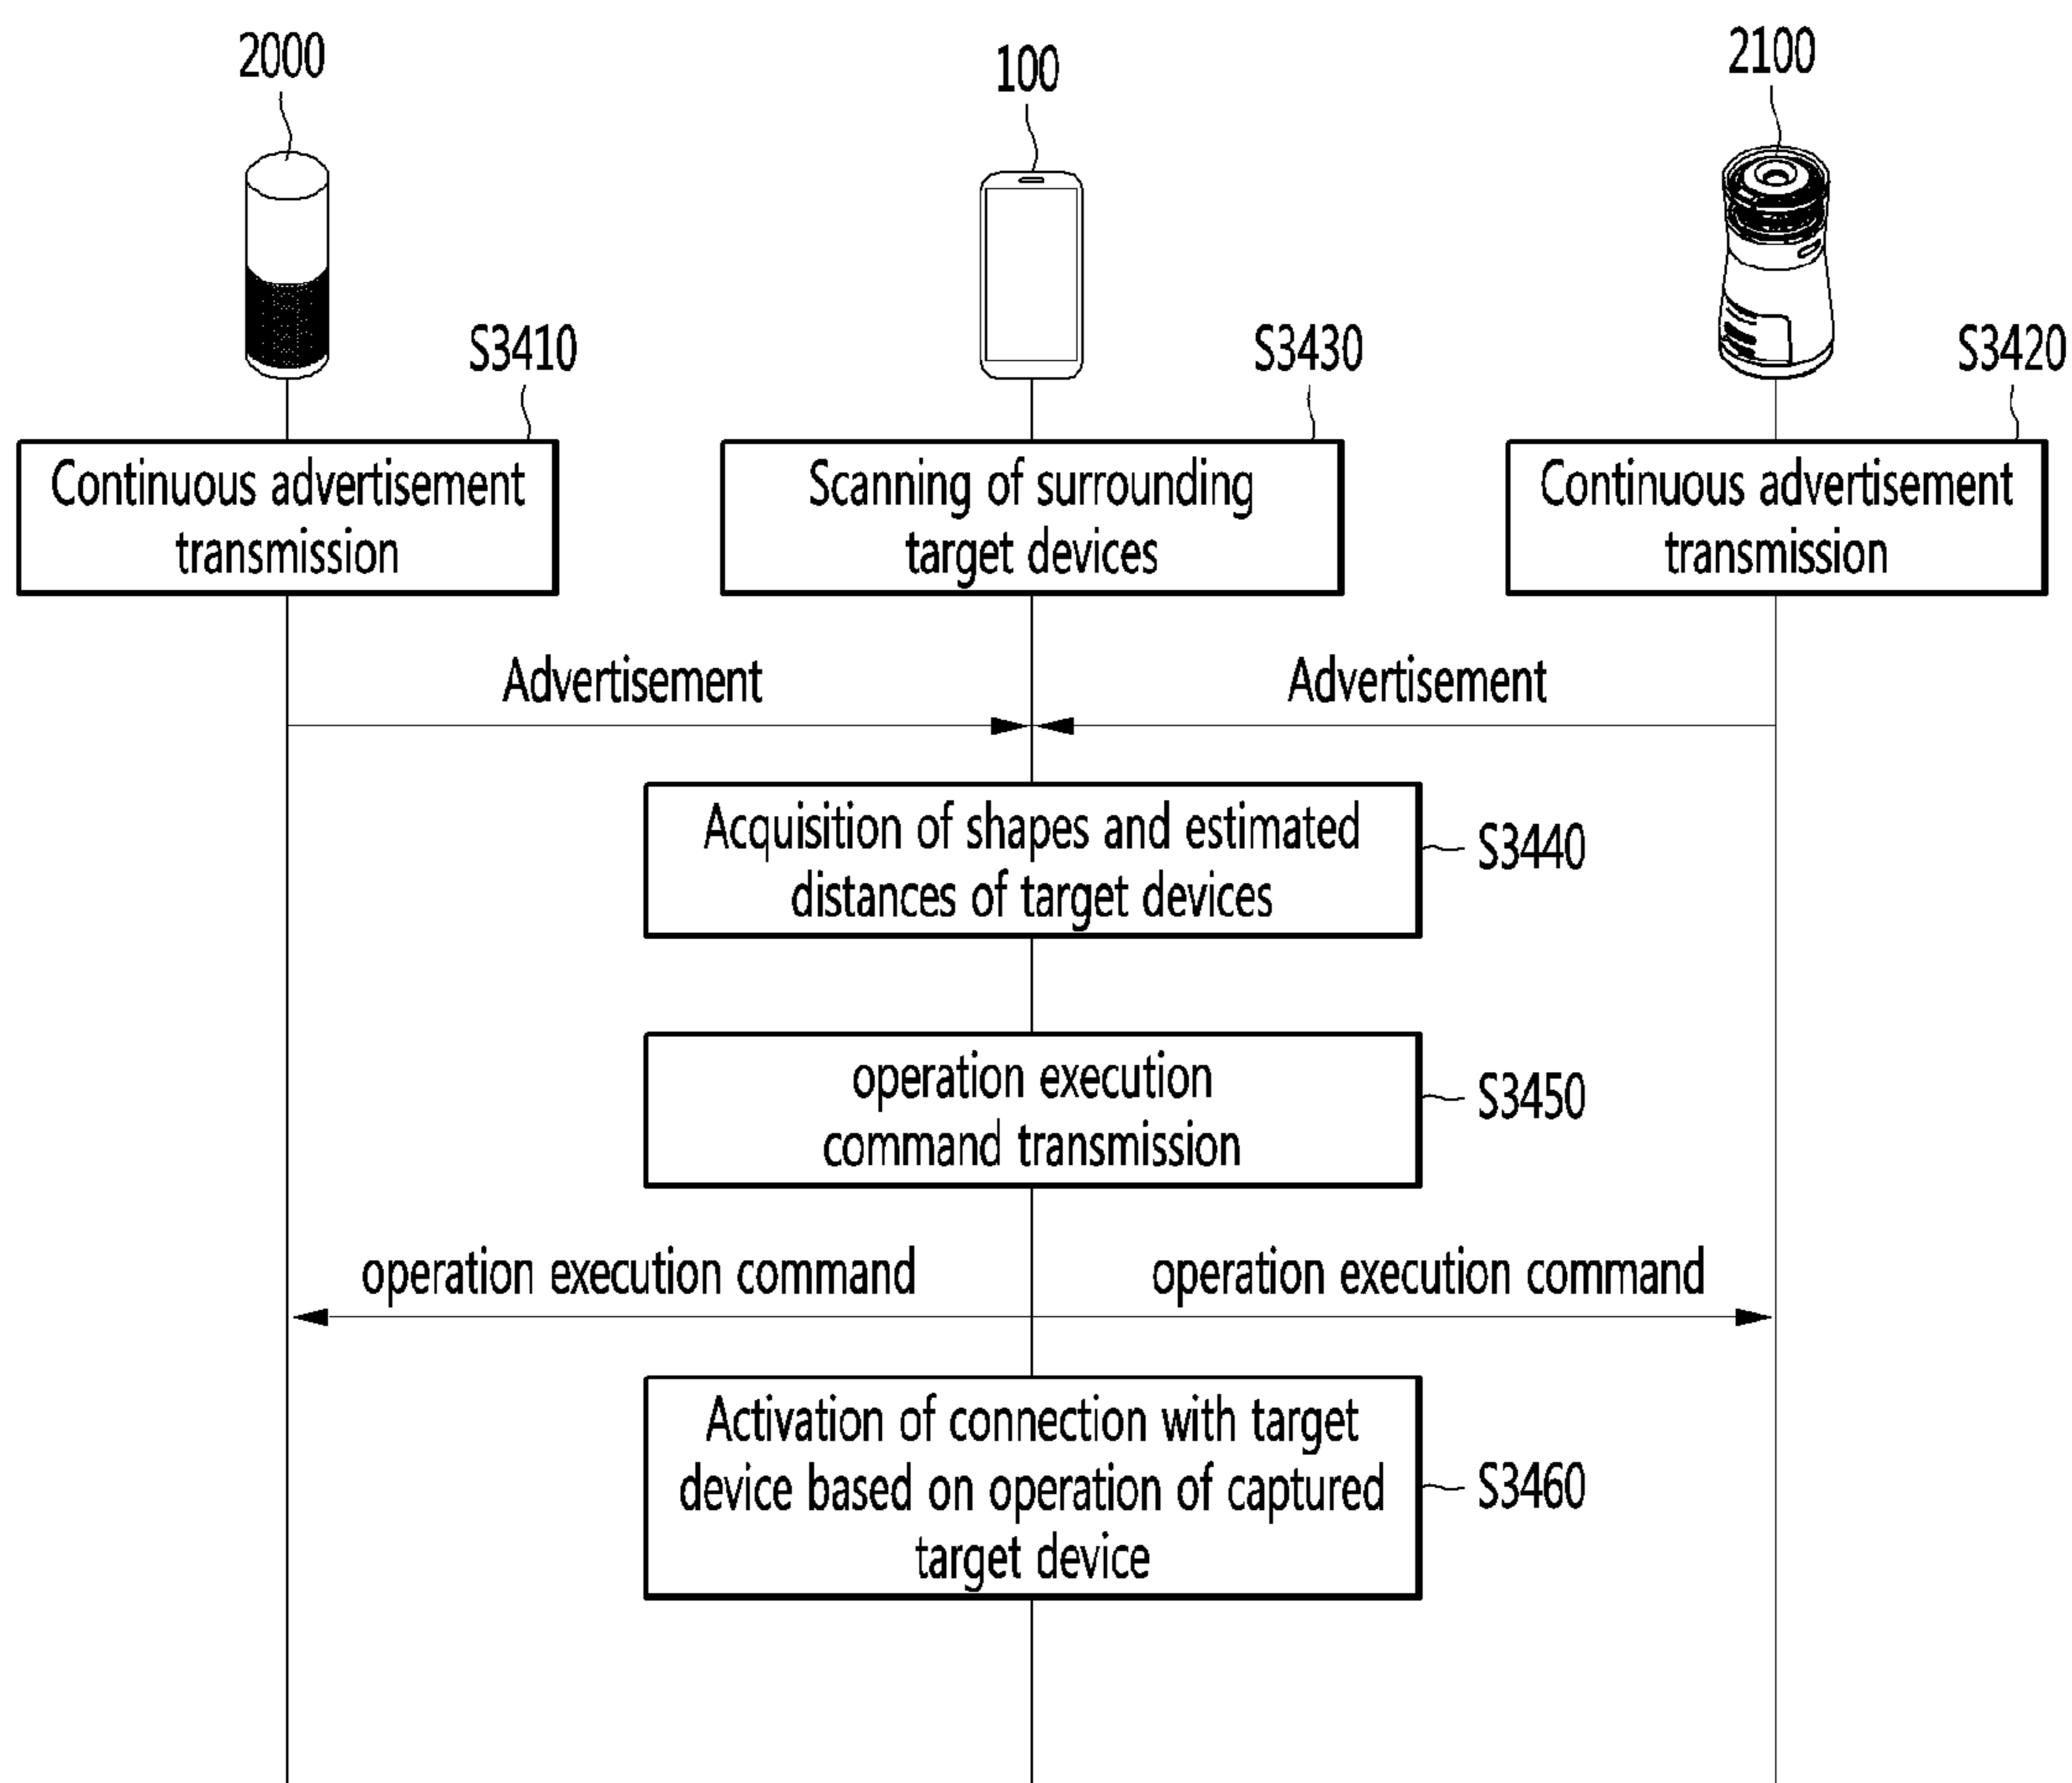 2000
100
2100
S3410
S3430
S3420
Continuous advertisement
transmission
Scanning of surrounding
target devices
Continuous advertisement
transmission
Advertisement
Advertisement
Acquisition of shapes and estimated
distances of target devices
S3440
operation execution
command transmission
S3450
operation execution command
operation execution command
Activation of connection with target
device based on operation of captured
target device
S3460